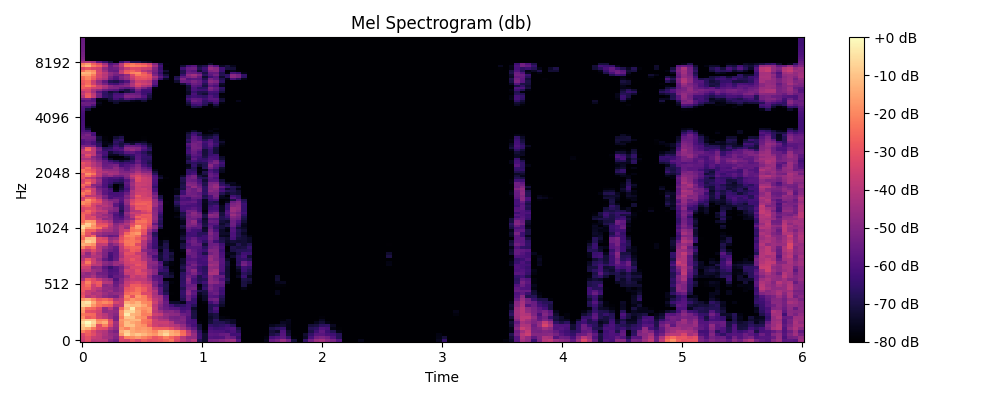 Mel Spectrogram (db)
Hz
8192
4096
2048
1024
512
0
0 1 2 3 4 5 6
Time
+0 dB
-10 dB
-20 dB
-30 dB
-40 dB
-50 dB
-60 dB
-70 dB
-80 dB